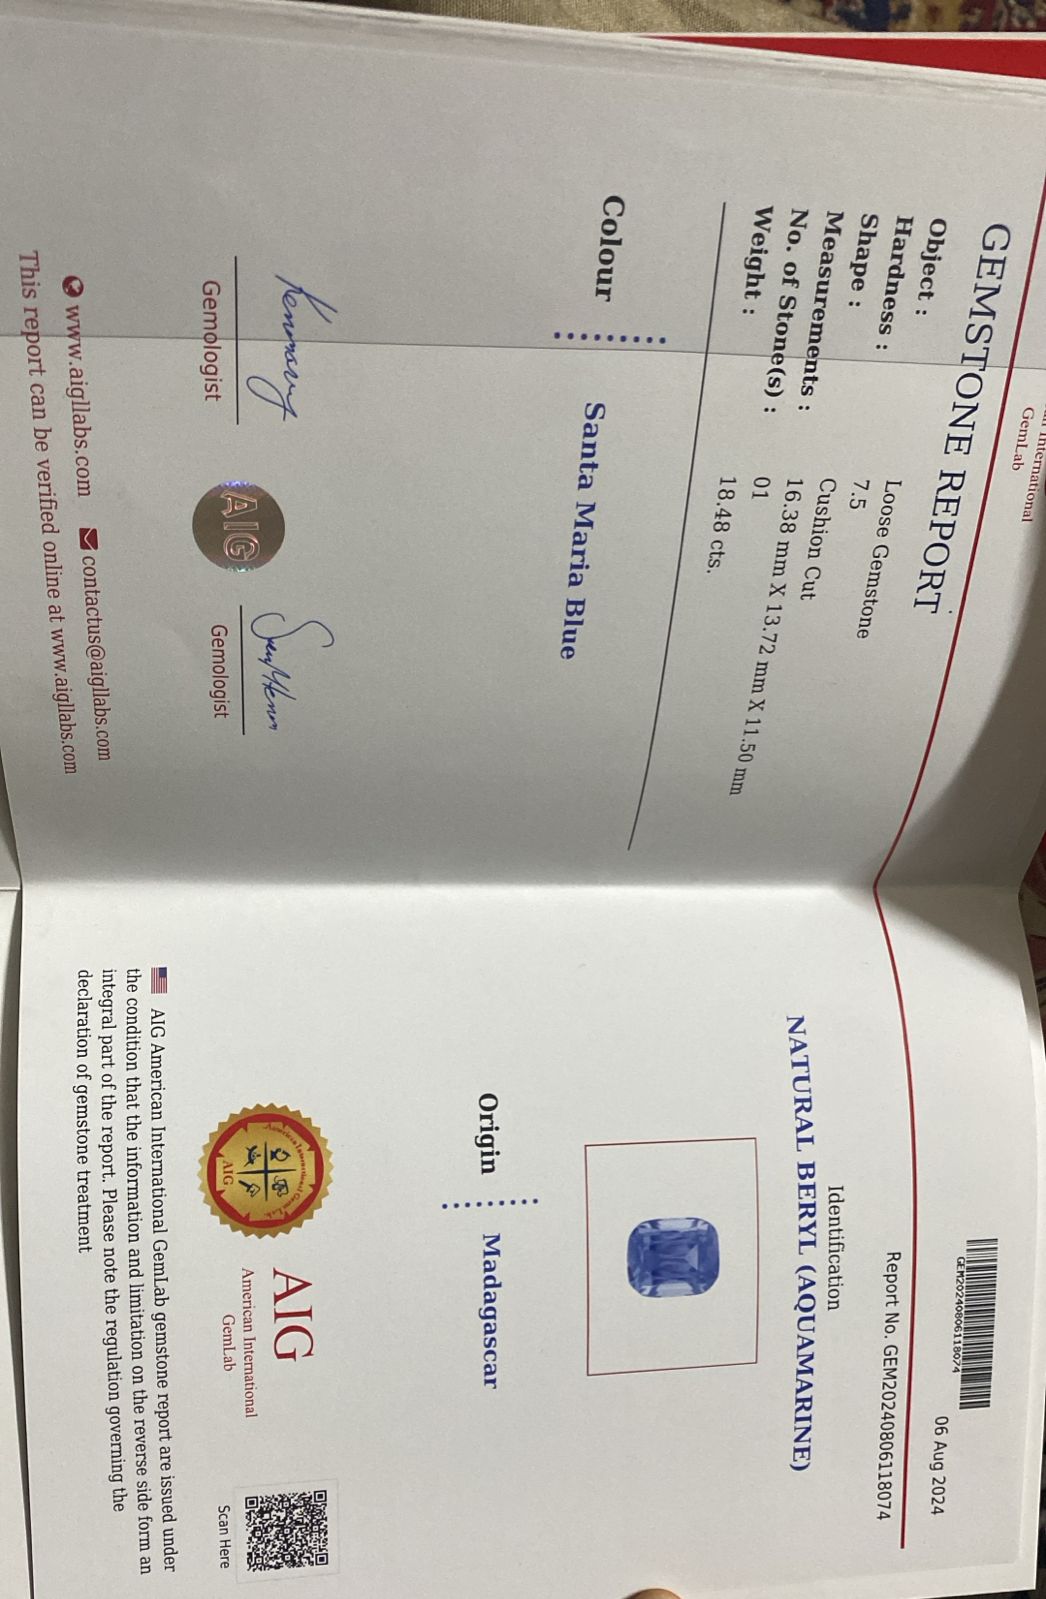 International
GemLab
GEMSTONE REPORT
Object : Loose Gemstone
Hardness : 7.5
Shape : Cushion Cut
Measurements : 16.38 mm X 13.72 mm X 11.50 mm
No. of Stone(s) : 01
Weight : 18.48 cts.
Colour Santa Maria Blue
Gemologist
AIG
Gemologist
www.aigllabs.com contactus@aigllabs.com
This report can be verified online at www.aigllabs.com
GEM20240806118074
06 Aug 2024
Report No. GEM20240806118074
Identification
NATURAL BERYL (AQUAMARINE)
Origin Madagascar
AIG
AIG
American International
GemLab
Scan Here
AIG American International GemLab gemstone report are issued under
the condition that the information and limitation on the reverse side form an
integral part of the report. Please note the regulation governing the
declaration of gemstone treatment